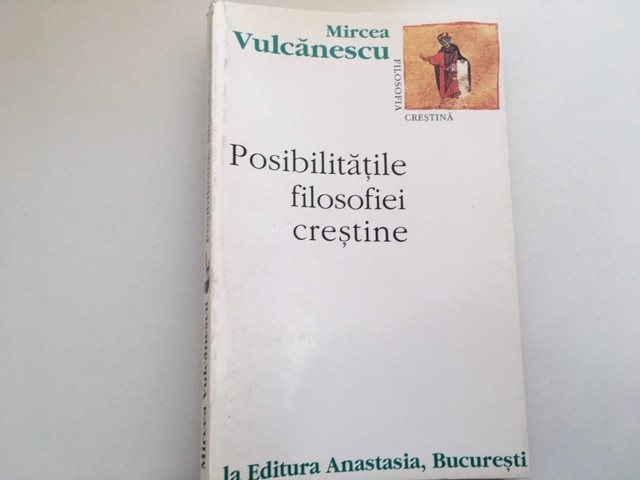 Mircea
Vulcănescu
FILOSOFIA
CREȘTINĂ
Posibilitățile
filosofiei
creștine
la Editura Anastasia, București
Mircea Vulcănescu